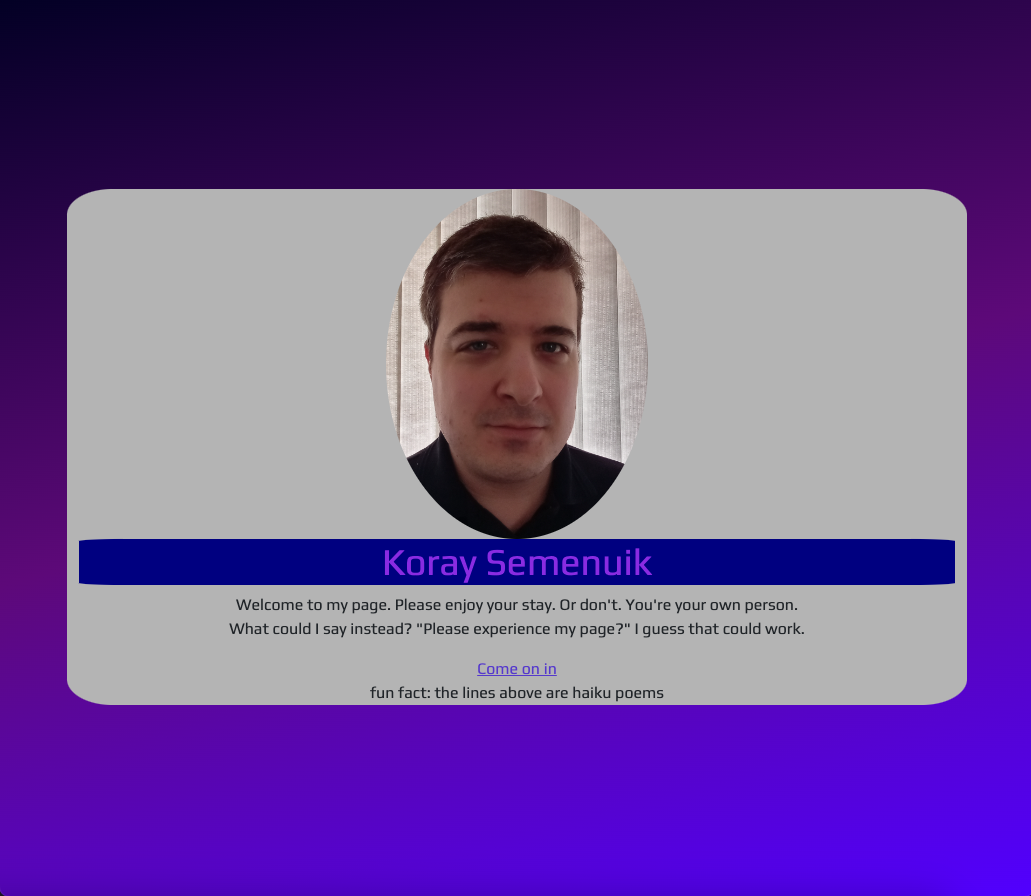 Koray Semenuik
Welcome to my page. Please enjoy your stay. Or don't. You're your own person.
What could I say instead? "Please experience my page?" I guess that could work.
Come on in
fun fact: the lines above are haiku poems